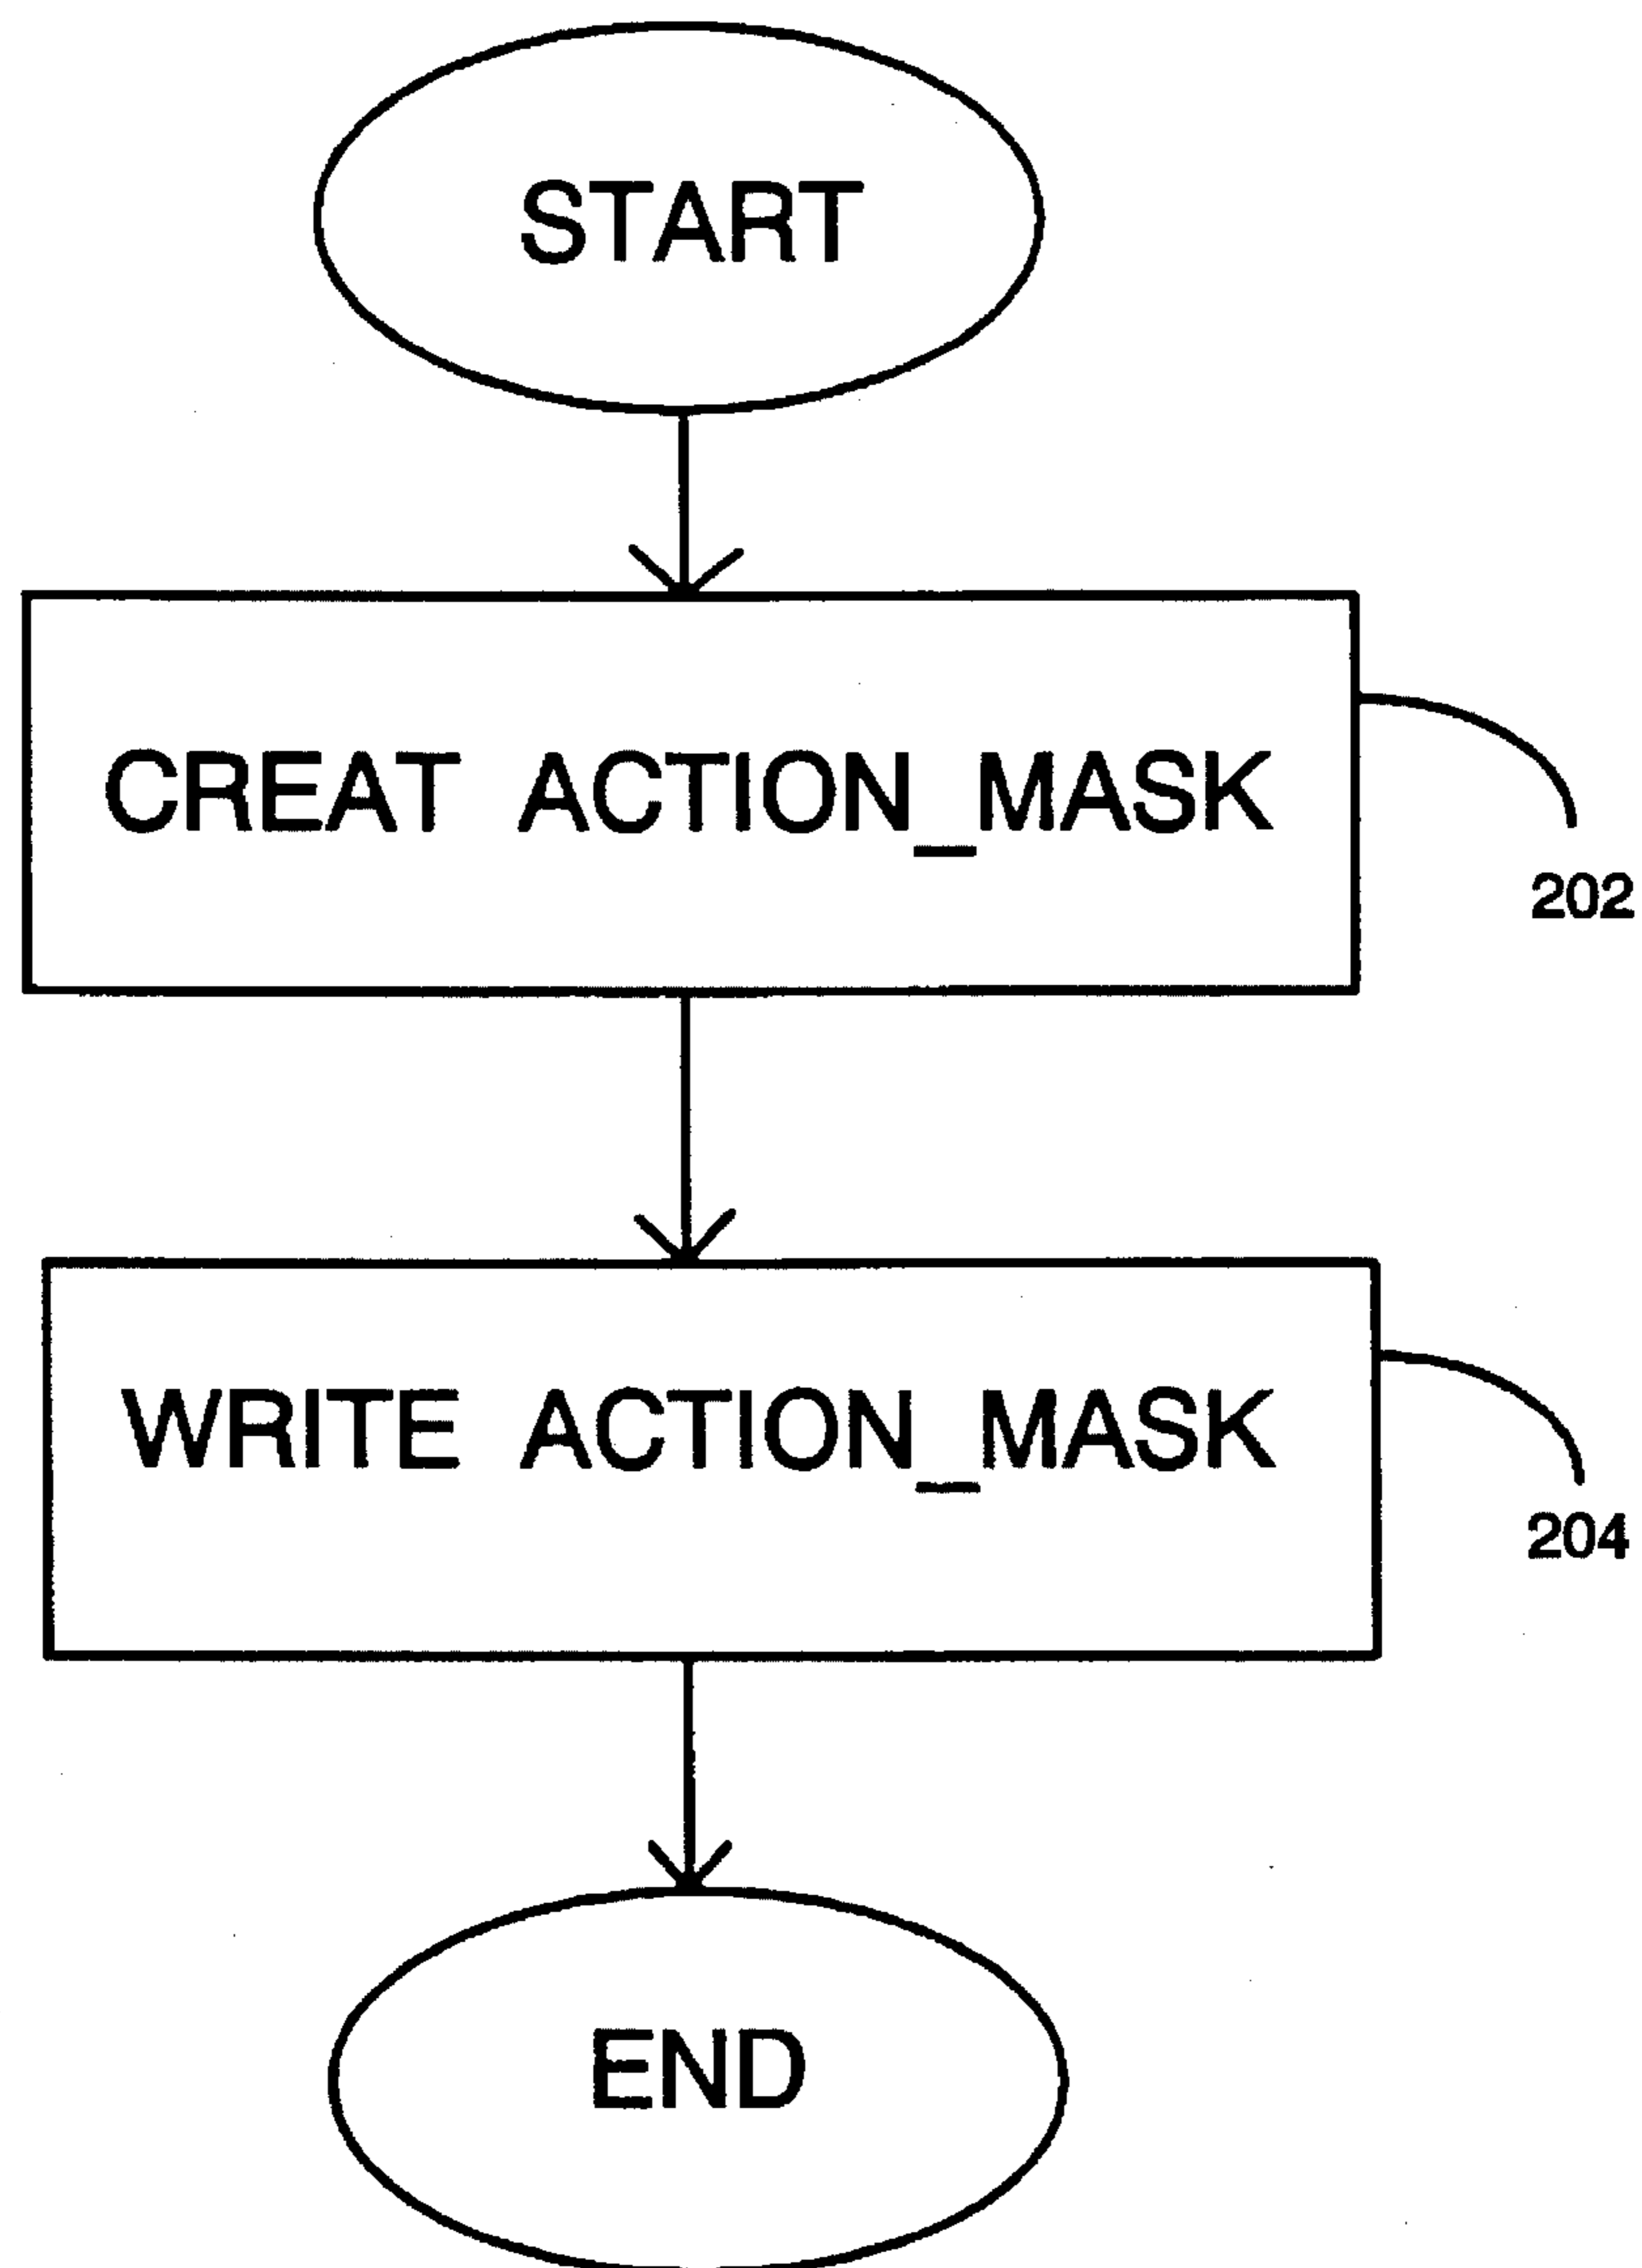 START
CREAT ACTION_MASK
202
WRITE ACTION_MASK
204
END